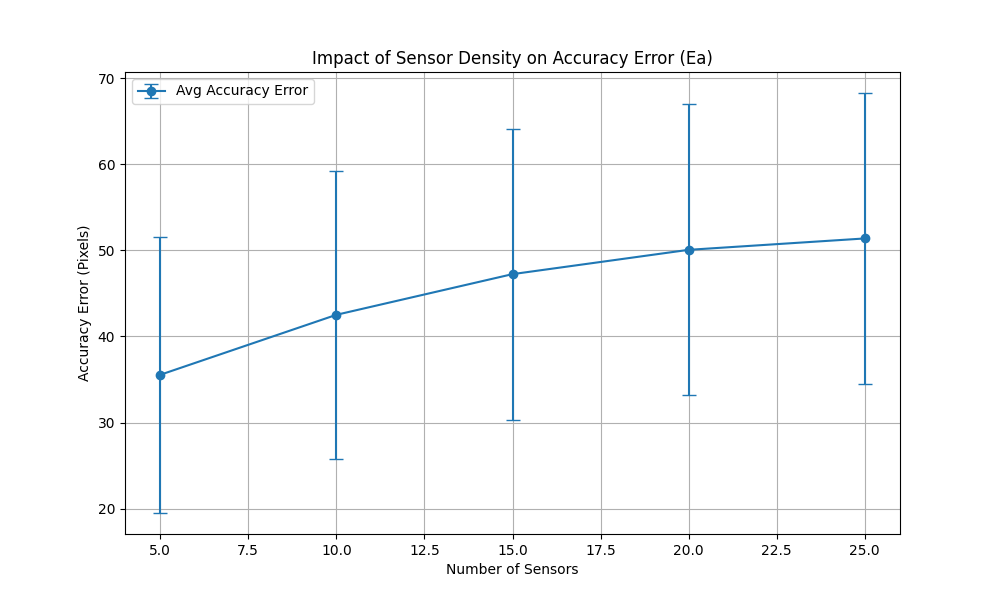 Impact of Sensor Density on Accuracy Error (Ea)
Avg Accuracy Error
Accuracy Error (Pixels)
70
60
50
40
30
20
5.0 7.5 10.0 12.5 15.0 17.5 20.0 22.5 25.0
Number of Sensors